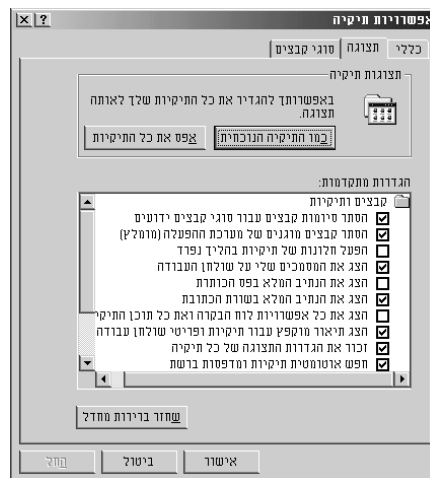 אפשרויות תיקיה
כללי
תצוגה
סוגי קבצים
תצוגות תיקיה
באפשרותך להגדיר את כל התיקיות שלך לאותה
תצוגה.
כמו התיקיה הנוכחית
אפס את כל התיקיות
הגדרות מתקדמות:
קבצים ותיקיות
הסתר סיומות קבצים עבור סוגי קבצים ידועים
הסתר קבצים מוגנים של מערכת ההפעלה (מומלץ)
הפעל חלונות של תיקיות בהליך נפרד
הצג את המסמכים שלי על שולחן העבודה
הצג את הנתיב המלא בפס הכותרת
הצג את הנתיב המלא בשורת הכתובת
הצג את כל אפשרויות לוח הבקרה ואת כל תוכן התיקי
הצג תיאור מוקפץ עבור תיקיות ופריטי שולחן עבודה
זכור את הגדרות התצוגה של כל תיקיה
חפש אוטומטית תיקיות ומדפסות ברשת
שחזר ברירות מחדל
אישור
ביטול
החל